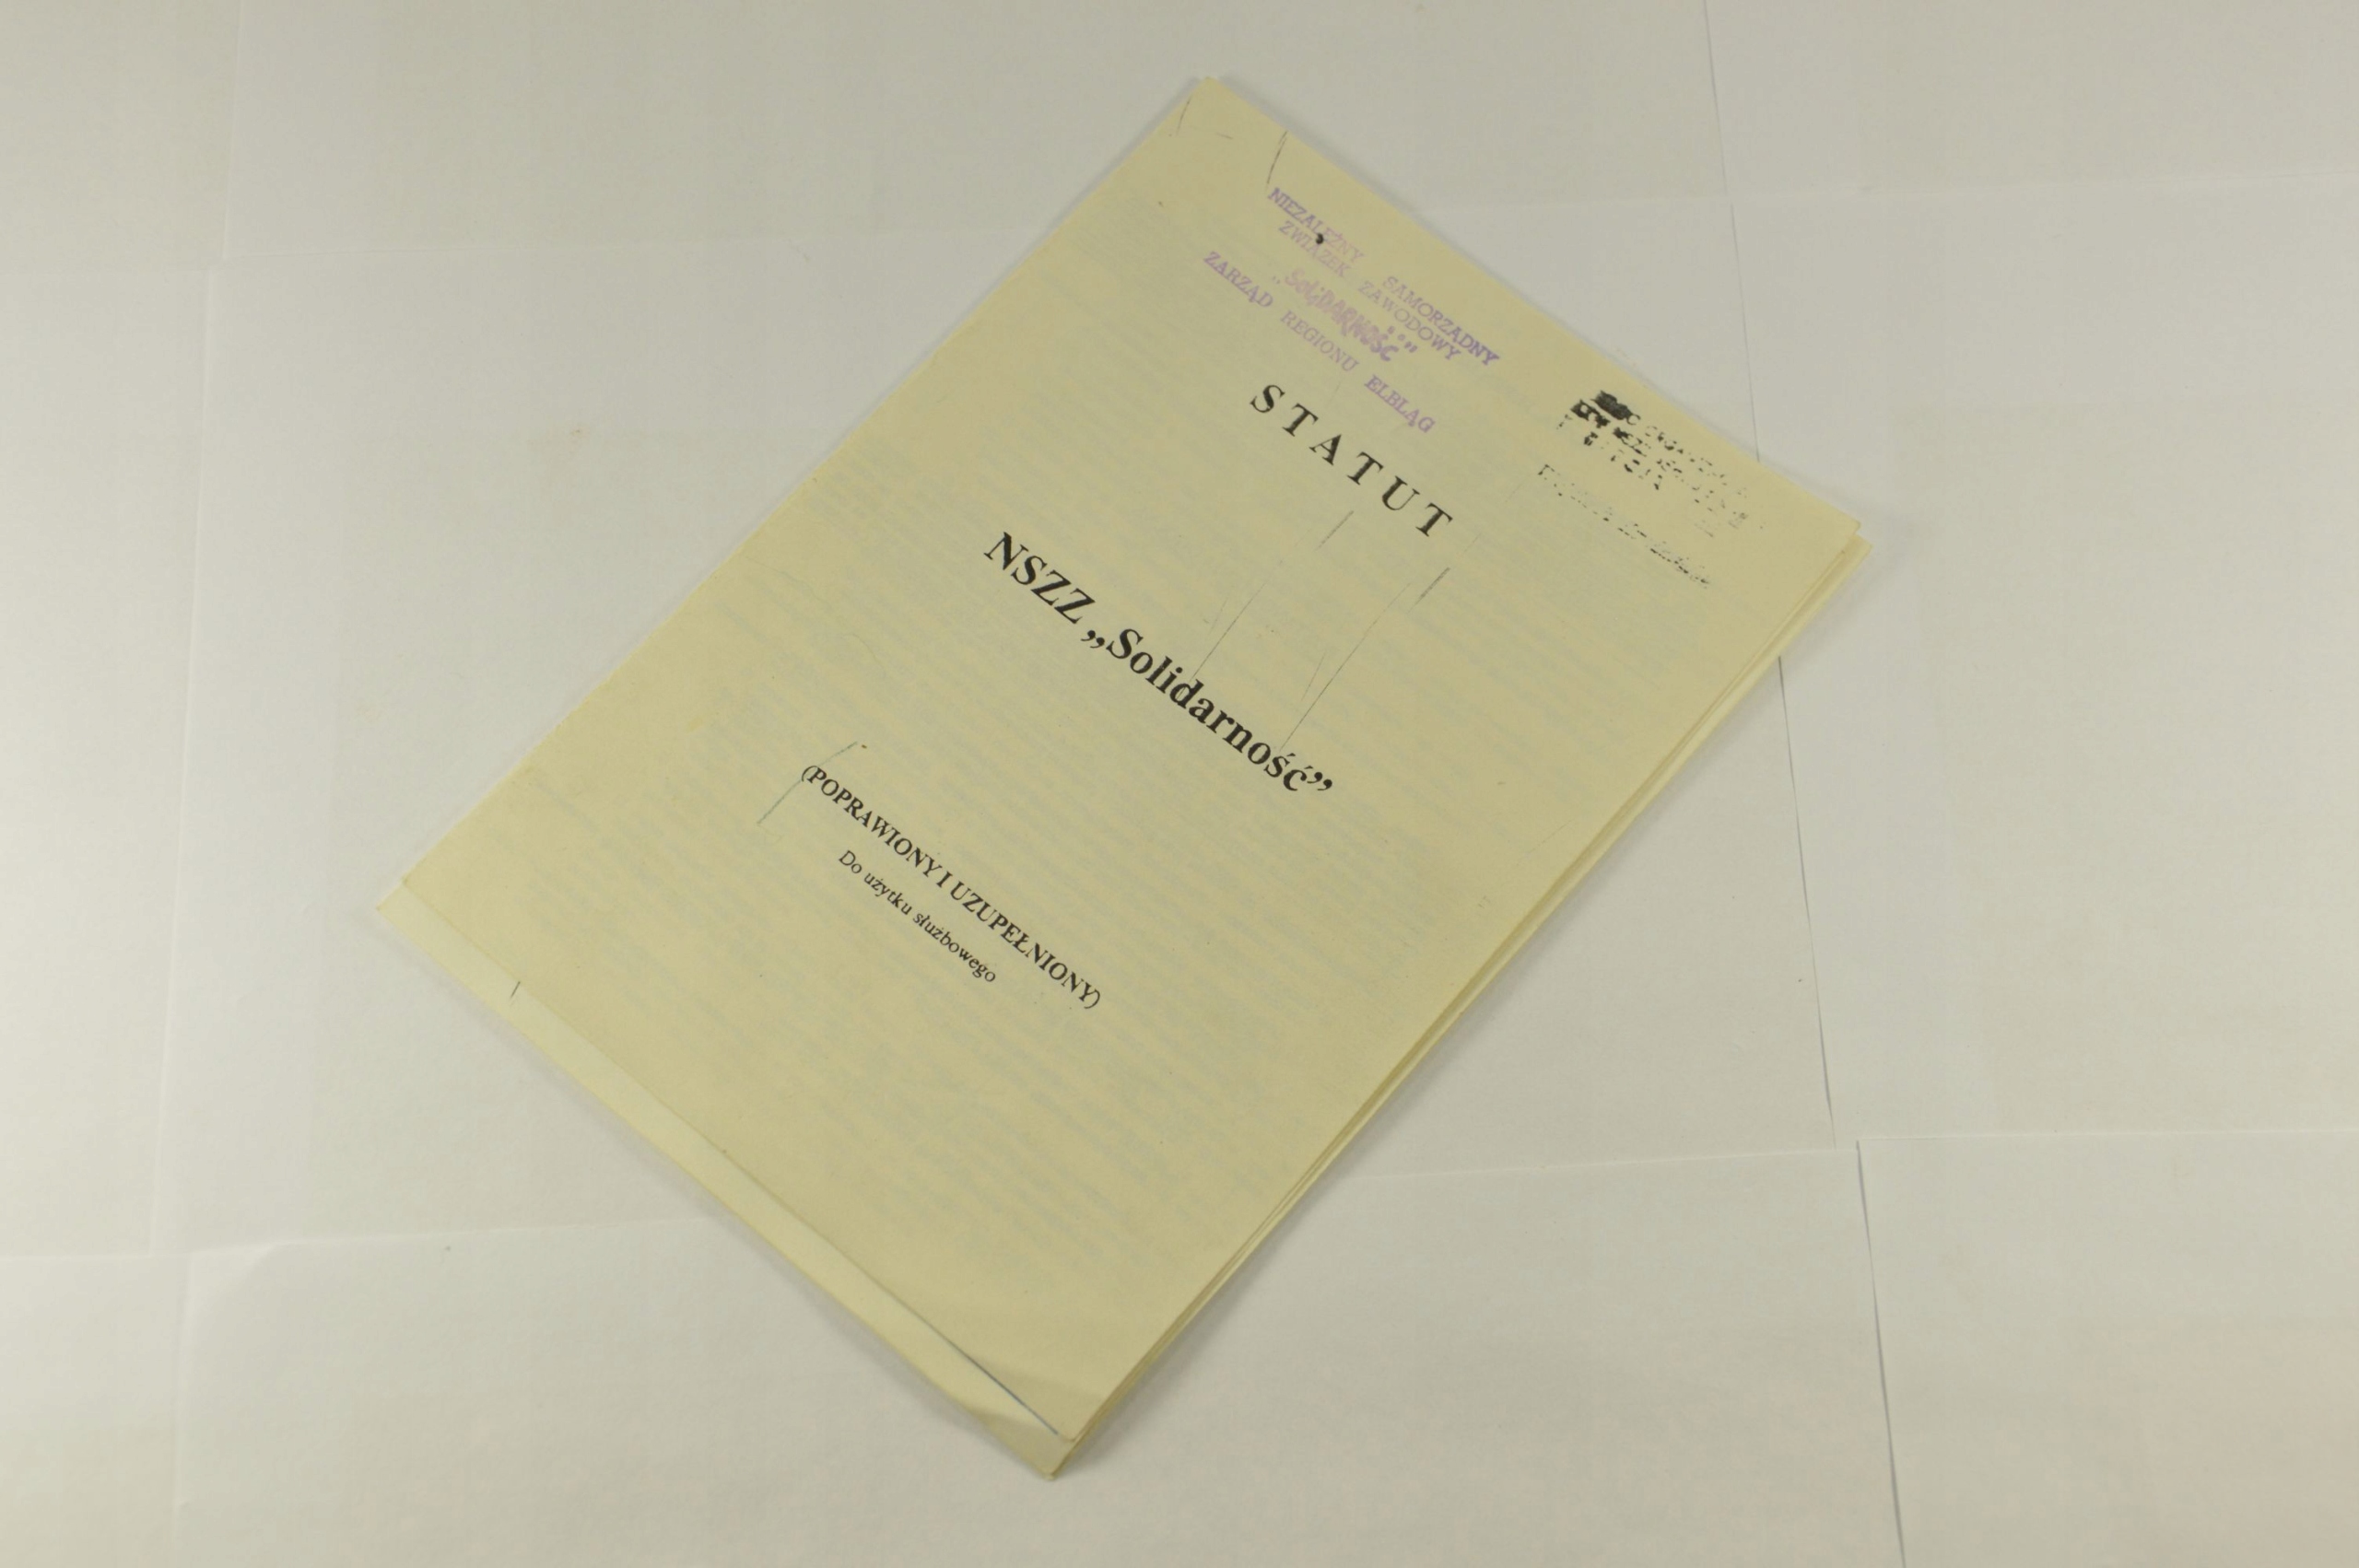 NIEZALEŻNY SAMORZĄDNY
ZWIĄZEK ZAWODOWY
„SOLIDARNOŚĆ”
ZARZĄD REGIONU ELBLĄG
STATUT
NSZZ „Solidarność”
(POPRAWIONY I UZUPEŁNIONY)
Do użytku służbowego